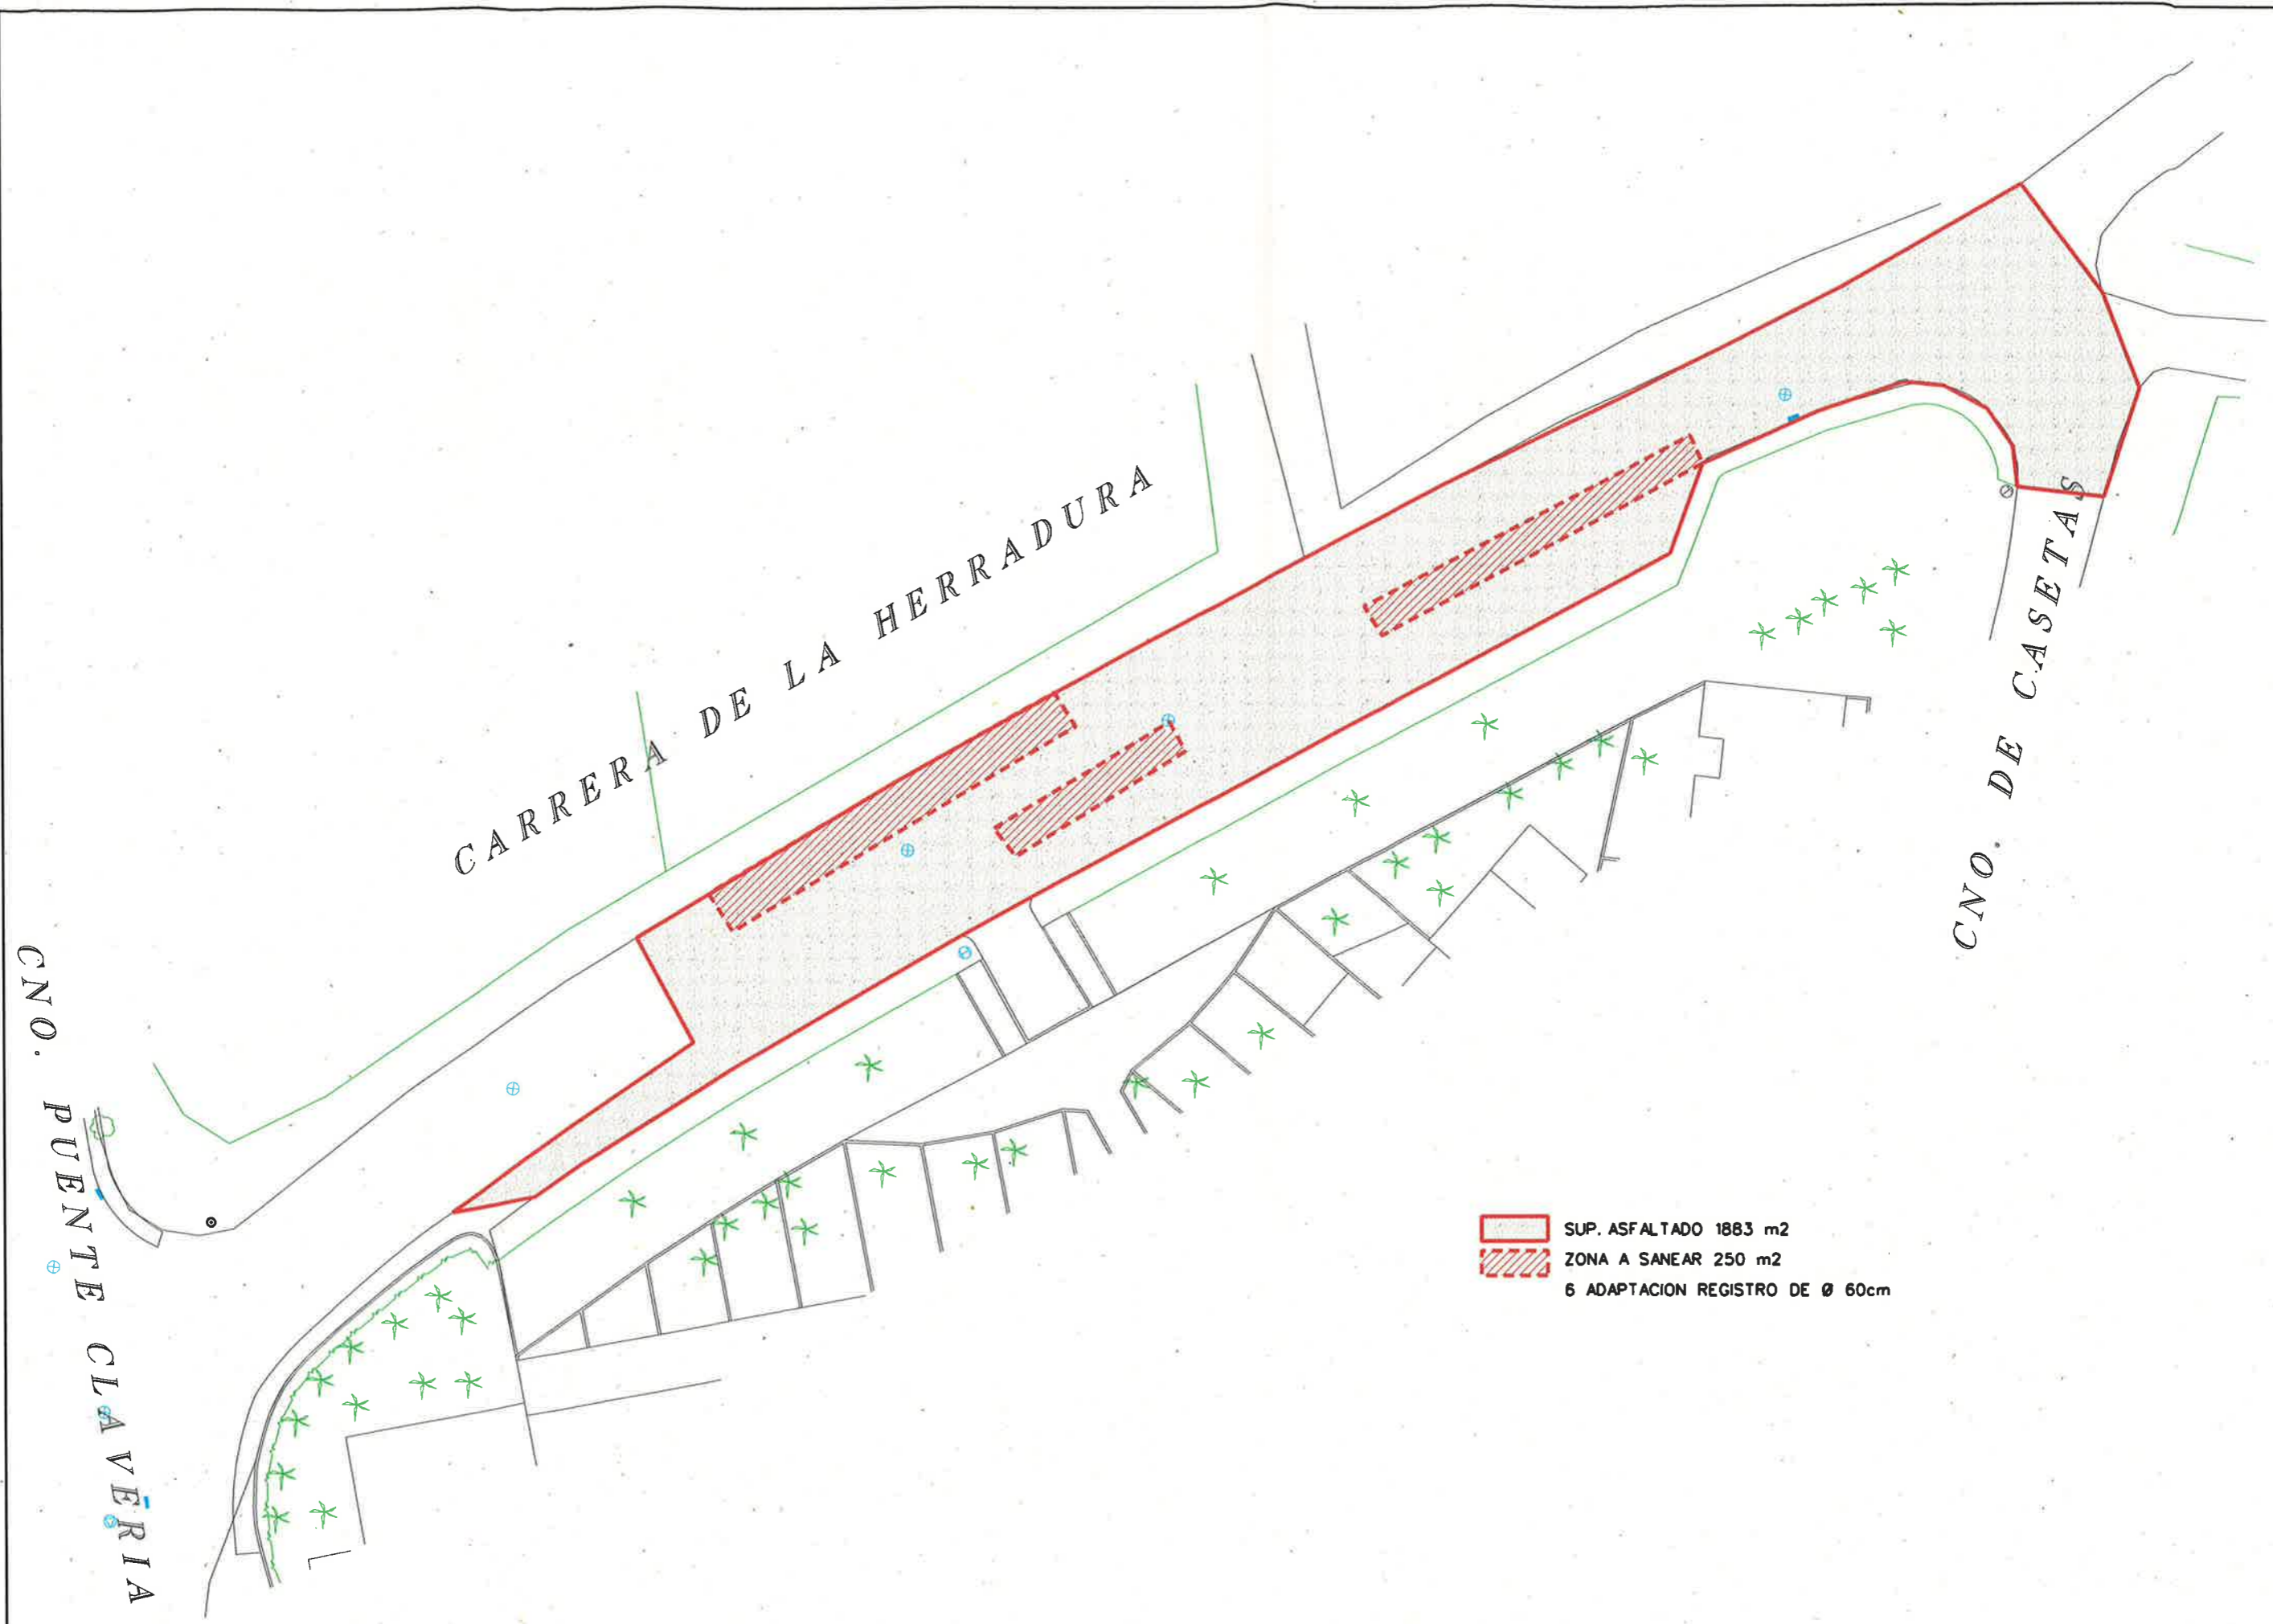 CARRERA DE LA HERRADURA
CNO. DE CASETAS
CNO. PUENTE CLAVERIA
SUP. ASFALTADO 1883 m2
ZONA A SANEAR 250 m2
6 ADAPTACION REGISTRO DE Ø 60cm